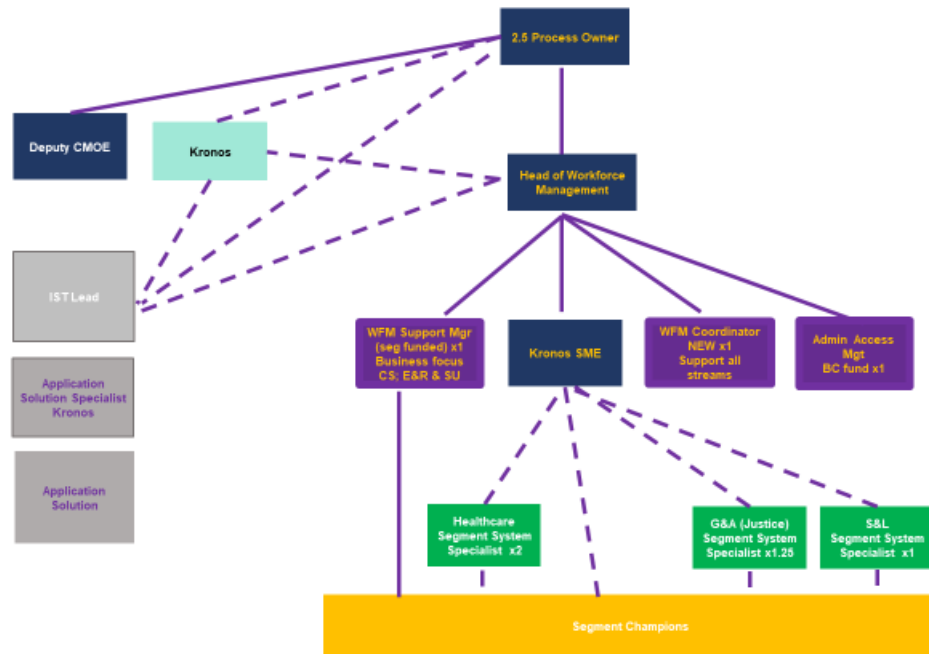 2.5 Process Owner
Deputy CMOE
Kronos
Head of Workforce
Management
IST Lead
WFM Support Mgr
(seg funded) x1
Business focus
CS; E&R & SU
Kronos SME
WFM Coordinator
NEW x1
Support all
streams
Admin Access
Mgt
BC fund x1
Application
Solution Specialist
Kronos
Application
Solution
Healthcare
Segment System
Specialist x2
G&A (Justice)
Segment System
Specialist x1.25
S&L
Segment System
Specialist x1
Segment Champions